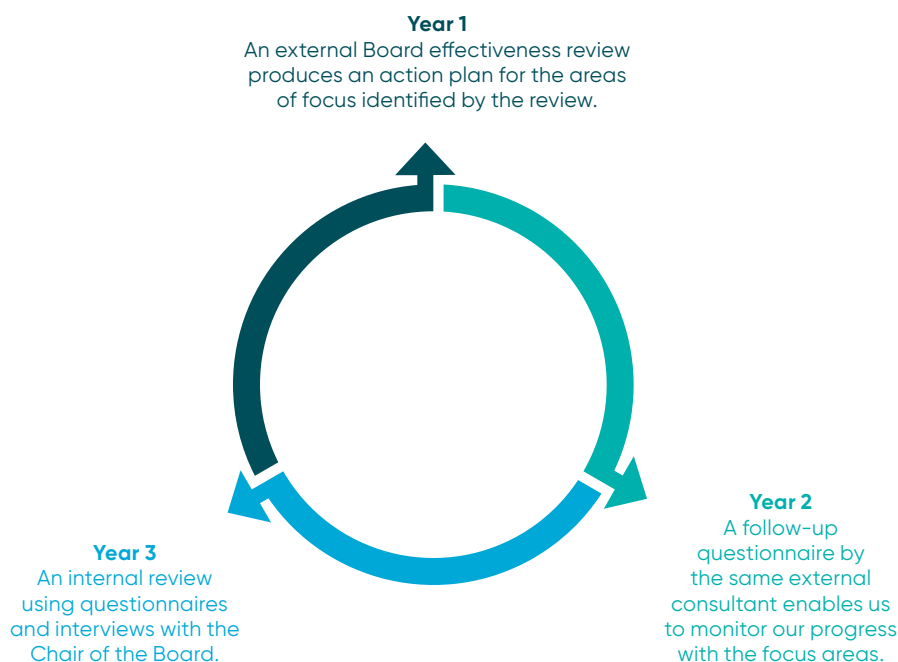 Year 1
An external Board effectiveness review
produces an action plan for the areas
of focus identified by the review.
Year 2
A follow-up
questionnaire by
the same external
consultant enables us
to monitor our progress
with the focus areas.
Year 3
An internal review
using questionnaires
and interviews with the
Chair of the Board.